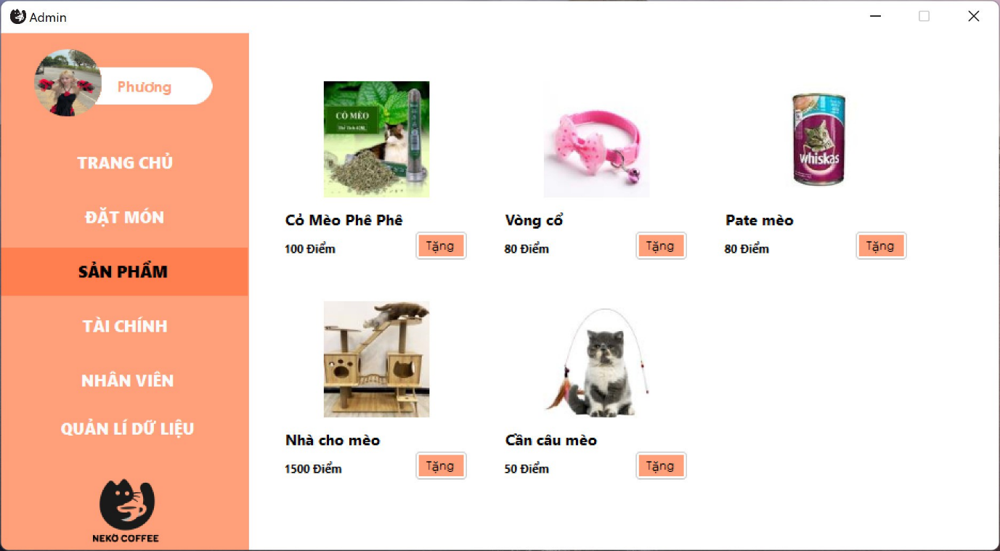 Admin
Phương
TRANG CHỦ
ĐẶT MÓN
SẢN PHẨM
TÀI CHÍNH
NHÂN VIÊN
QUẢN LÍ DỮ LIỆU
NEKO COFFEE
CỎ MÈO
whiskas
Cỏ Mèo Phê Phê
100 Điểm
Tặng
Vòng cổ
80 Điểm
Tặng
Pate mèo
80 Điểm
Tặng
Nhà cho mèo
1500 Điểm
Tặng
Cần câu mèo
50 Điểm
Tặng